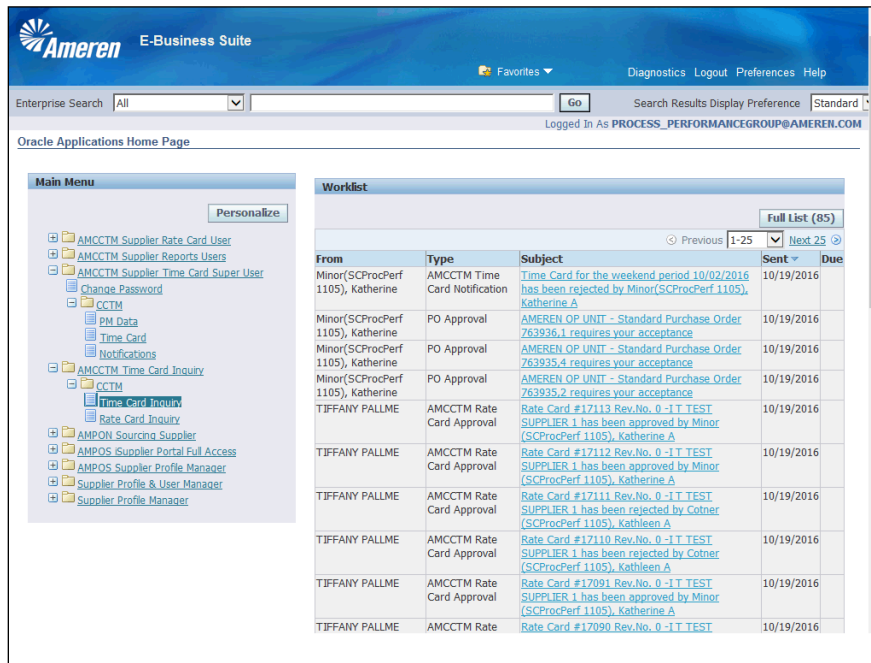 Ameren E-Business Suite
Favorites
Diagnostics Logout Preferences Help
Enterprise Search All Go Search Results Display Preference Standard
Logged In As PROCESS_PERFORMANCEGROUP@AMEREN.COM
Oracle Applications Home Page
Main Menu
Personalize
AMCCTM Supplier Rate Card User
AMCCTM Supplier Reports Users
AMCCTM Supplier Time Card Super User
Change Password
CCTM
PM Data
Time Card
Notifications
AMCCTM Time Card Inquiry
CCTM
Time Card Inquiry
Rate Card Inquiry
AMPON Sourcing Supplier
AMPOS iSupplier Portal Full Access
AMPOS Supplier Profile Manager
Supplier Profile & User Manager
Supplier Profile Manager
Worklist
Full List (85)
Previous 1-25 Next 25
From Type Subject Sent Due
Minor(SCProcPerf AMCCTM Time Time Card for the weekend period 10/02/2016 10/19/2016
1105), Katherine Card Notification has been rejected by Minor(SCProcPerf 1105),
Katherine A
Minor(SCProcPerf PO Approval AMEREN OP UNIT - Standard Purchase Order 10/19/2016
1105), Katherine 763936,1 requires your acceptance
Minor(SCProcPerf PO Approval AMEREN OP UNIT - Standard Purchase Order 10/19/2016
1105), Katherine 763935,4 requires your acceptance
Minor(SCProcPerf PO Approval AMEREN OP UNIT - Standard Purchase Order 10/19/2016
1105), Katherine 763935,2 requires your acceptance
TIFFANY PALLME AMCCTM Rate Rate Card #17113 Rev.No. 0 -I T TEST 10/19/2016
Card Approval SUPPLIER 1 has been approved by Minor
(SCProcPerf 1105), Katherine A
TIFFANY PALLME AMCCTM Rate Rate Card #17112 Rev.No. 0 -I T TEST 10/19/2016
Card Approval SUPPLIER 1 has been approved by Minor
(SCProcPerf 1105), Katherine A
TIFFANY PALLME AMCCTM Rate Rate Card #17111 Rev.No. 0 -I T TEST 10/19/2016
Card Approval SUPPLIER 1 has been rejected by Cotner
(SCProcPerf 1105), Kathleen A
TIFFANY PALLME AMCCTM Rate Rate Card #17110 Rev.No. 0 -I T TEST 10/19/2016
Card Approval SUPPLIER 1 has been rejected by Cotner
(SCProcPerf 1105), Kathleen A
TIFFANY PALLME AMCCTM Rate Rate Card #17091 Rev.No. 0 -I T TEST 10/19/2016
Card Approval SUPPLIER 1 has been approved by Minor
(SCProcPerf 1105), Katherine A
TIFFANY PALLME AMCCTM Rate Rate Card #17090 Rev.No. 0 -I T TEST 10/19/2016